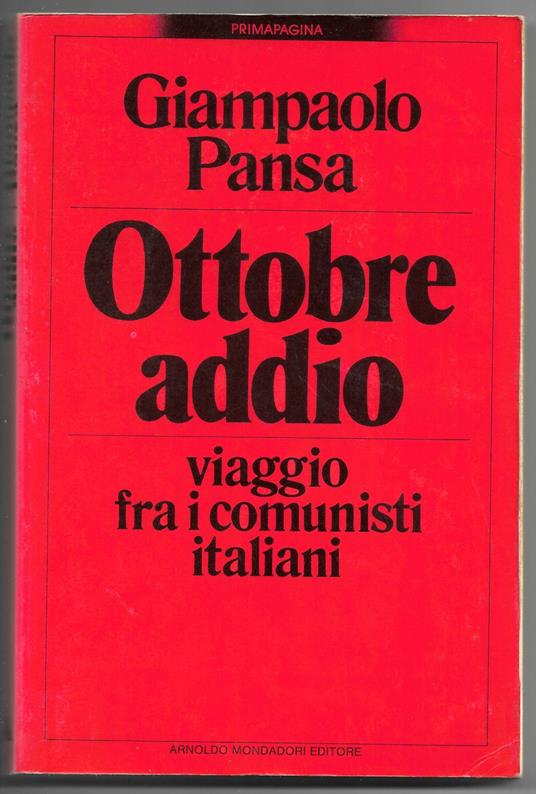 PRIMAPAGINA
Giampaolo
Pansa
Ottobre
addio
viaggio
fra i comunisti
italiani
ARNOLDO MONDADORI EDITORE